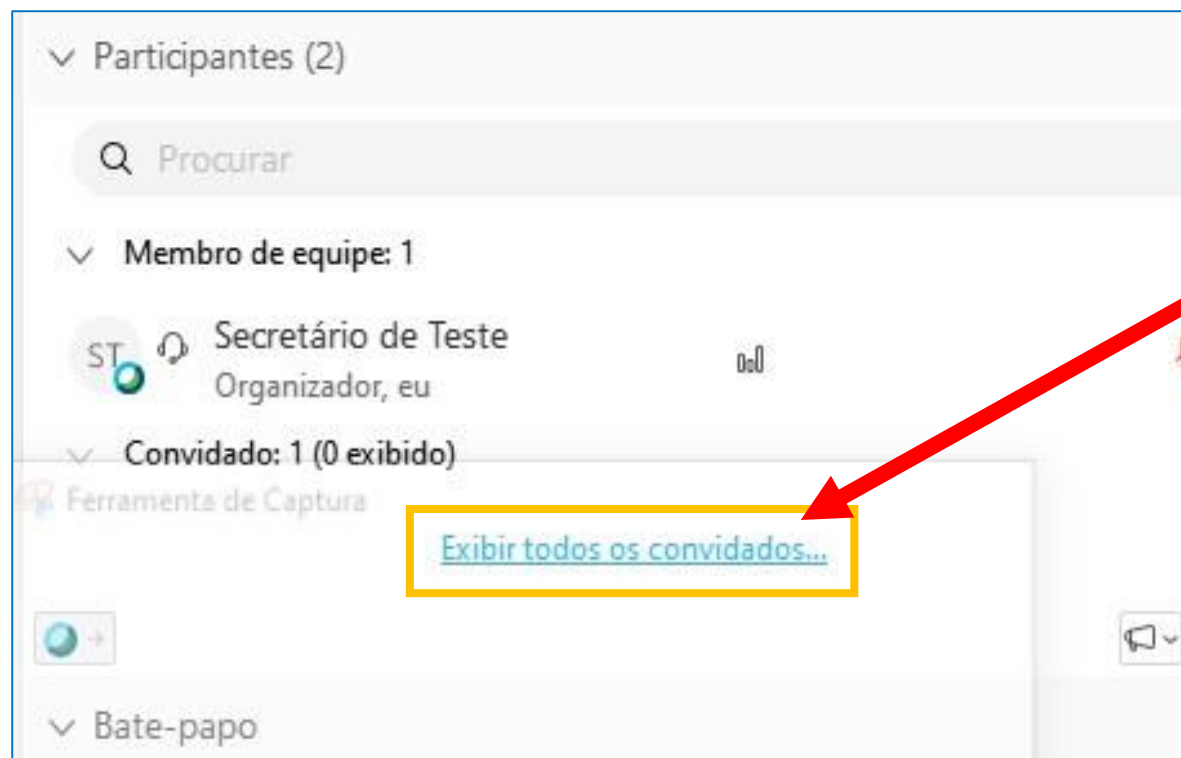 Participantes (2)
Procurar
Membro de equipe: 1
ST
Secretário de Teste
Organizador, eu
Convidado: 1 (0 exibido)
Ferramenta de Captura
Exibir todos os convidados...
Bate-papo